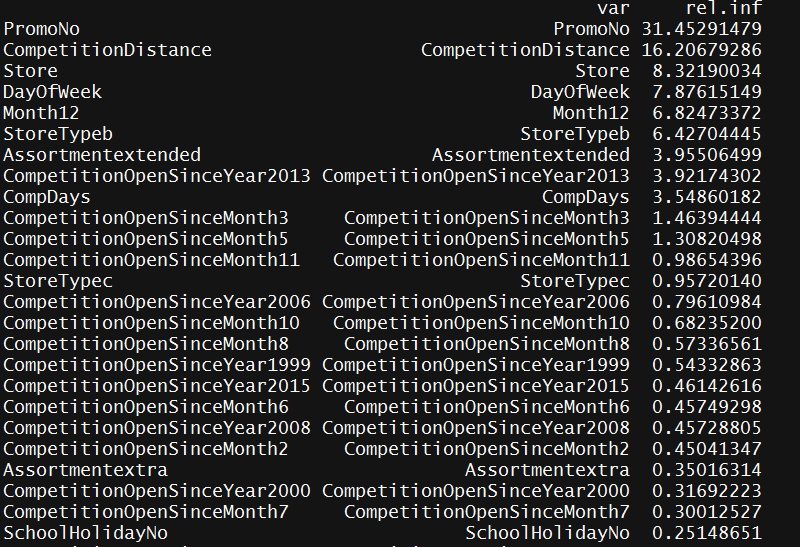 var rel.inf
PromoNo PromoNo 31.45291479
CompetitionDistance CompetitionDistance 16.20679286
Store Store 8.32190034
DayOfWeek DayOfWeek 7.87615149
Month12 Month12 6.82473372
StoreTypeb StoreTypeb 6.42704445
Assortmentextended Assortmentextended 3.95506499
CompetitionOpenSinceYear2013 CompetitionOpenSinceYear2013 3.92174302
CompDays CompDays 3.54860182
CompetitionOpenSinceMonth3 CompetitionOpenSinceMonth3 1.46394444
CompetitionOpenSinceMonth5 CompetitionOpenSinceMonth5 1.30820498
CompetitionOpenSinceMonth11 CompetitionOpenSinceMonth11 0.98654396
StoreTypec StoreTypec 0.95720140
CompetitionOpenSinceYear2006 CompetitionOpenSinceYear2006 0.79610984
CompetitionOpenSinceMonth10 CompetitionOpenSinceMonth10 0.68235200
CompetitionOpenSinceMonth8 CompetitionOpenSinceMonth8 0.57336561
CompetitionOpenSinceYear1999 CompetitionOpenSinceYear1999 0.54332863
CompetitionOpenSinceYear2015 CompetitionOpenSinceYear2015 0.46142616
CompetitionOpenSinceMonth6 CompetitionOpenSinceMonth6 0.45749298
CompetitionOpenSinceYear2008 CompetitionOpenSinceYear2008 0.45728805
CompetitionOpenSinceMonth2 CompetitionOpenSinceMonth2 0.45041347
Assortmentextra Assortmentextra 0.35016314
CompetitionOpenSinceYear2000 CompetitionOpenSinceYear2000 0.31692223
CompetitionOpenSinceMonth7 CompetitionOpenSinceMonth7 0.30012527
SchoolHolidayNo SchoolHolidayNo 0.25148651